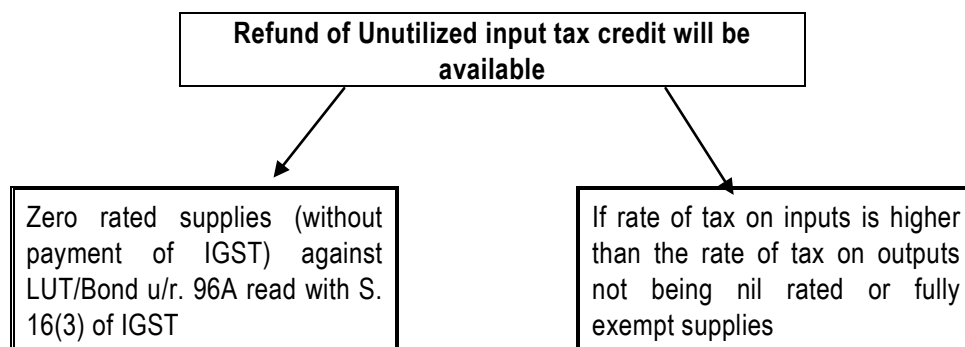 Refund of Unutilized input tax credit will be
available
Zero rated supplies (without
payment of IGST) against
LUT/Bond u/r. 96A read with S.
16(3) of IGST
If rate of tax on inputs is higher
than the rate of tax on outputs
not being nil rated or fully
exempt supplies